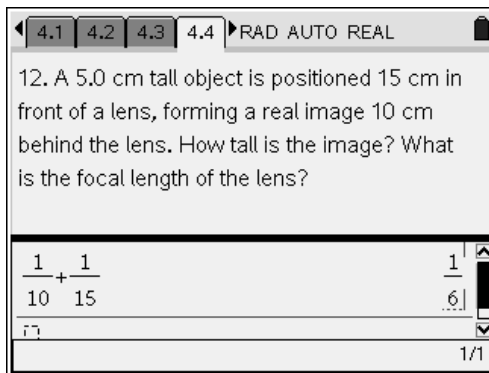 4.1 4.2 4.3 4.4 RAD AUTO REAL
12. A 5.0 cm tall object is positioned 15 cm in
front of a lens, forming a real image 10 cm
behind the lens. How tall is the image? What
is the focal length of the lens?
1/10 + 1/15 1/6
1/1